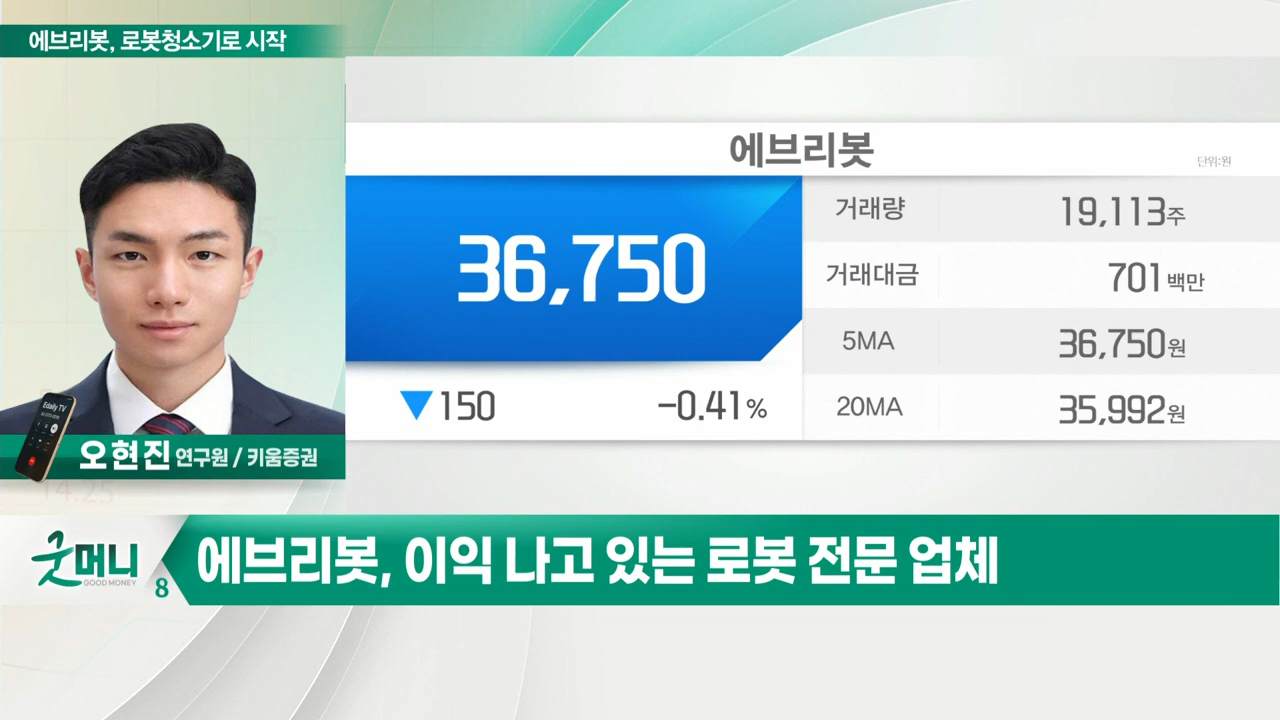 에브리봇, 로봇청소기로 시작
에브리봇
단위:원
36,750
▼150 -0.41%
거래량 19,113주
거래대금 701백만
5MA 36,750원
20MA 35,992원
Edaily TV
오현진 연구원 / 키움증권
14.25
굿머니
GOOD MONEY
8
에브리봇, 이익 나고 있는 로봇 전문 업체